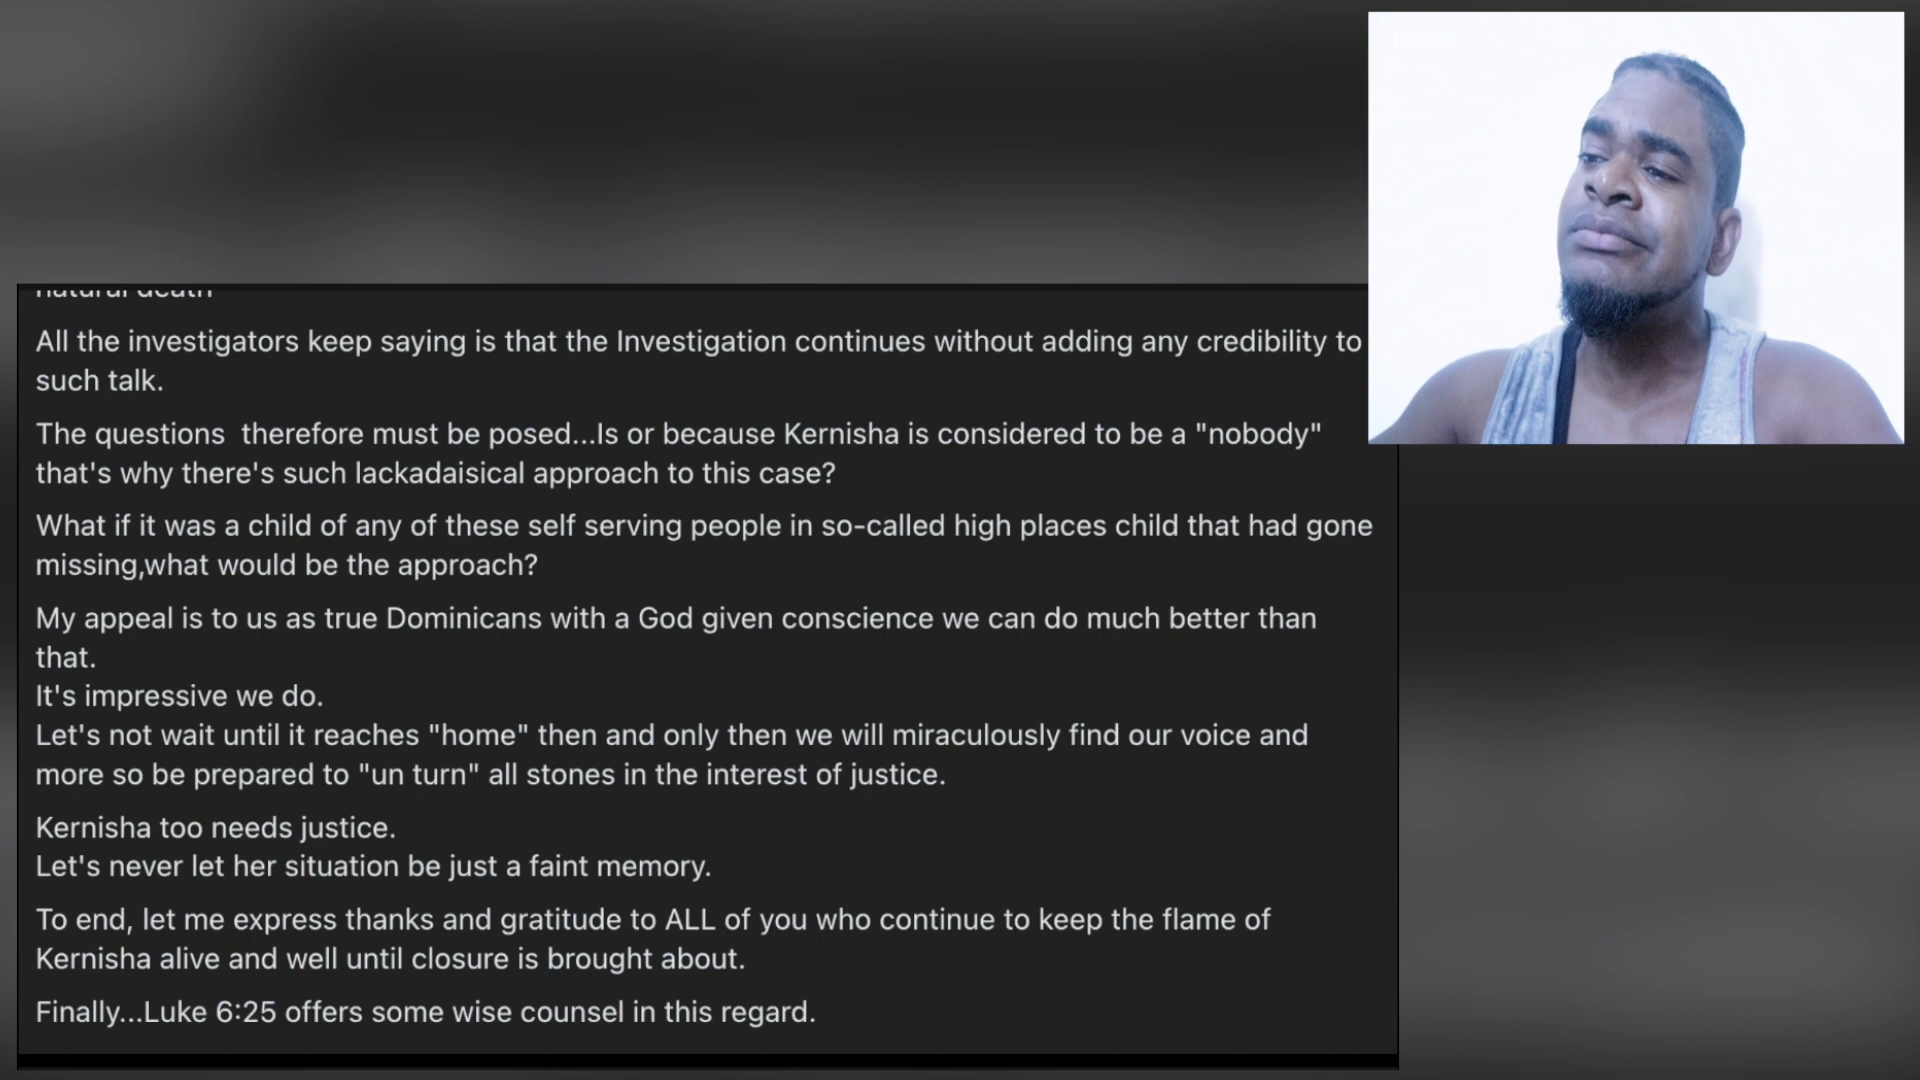 natural death
All the investigators keep saying is that the Investigation continues without adding any credibility to
such talk.
The questions  therefore must be posed...Is or because Kernisha is considered to be a "nobody"
that's why there's such lackadaisical approach to this case?
What if it was a child of any of these self serving people in so-called high places child that had gone
missing,what would be the approach?
My appeal is to us as true Dominicans with a God given conscience we can do much better than
that.
It's impressive we do.
Let's not wait until it reaches "home" then and only then we will miraculously find our voice and
more so be prepared to "un turn" all stones in the interest of justice.
Kernisha too needs justice.
Let's never let her situation be just a faint memory.
To end, let me express thanks and gratitude to ALL of you who continue to keep the flame of
Kernisha alive and well until closure is brought about.
Finally...Luke 6:25 offers some wise counsel in this regard.